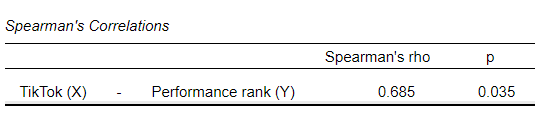 Spearman's Correlations
Spearman's rho p
TikTok (X) - Performance rank (Y) 0.685 0.035